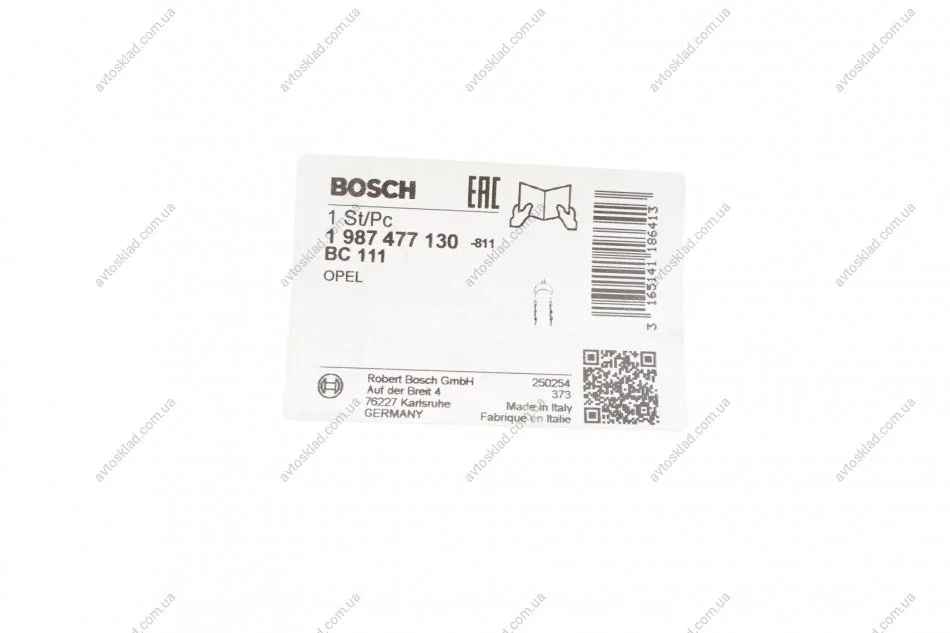 BOSCH
EAC
1 St/Pc
1 987 477 130 -811
BC 111
OPEL
3 165141 186413
Robert Bosch GmbH
Auf der Breit 4
76227 Karlsruhe
GERMANY
250254
373
Made in Italy
Fabriqué en Italie
avtosklad.com.ua